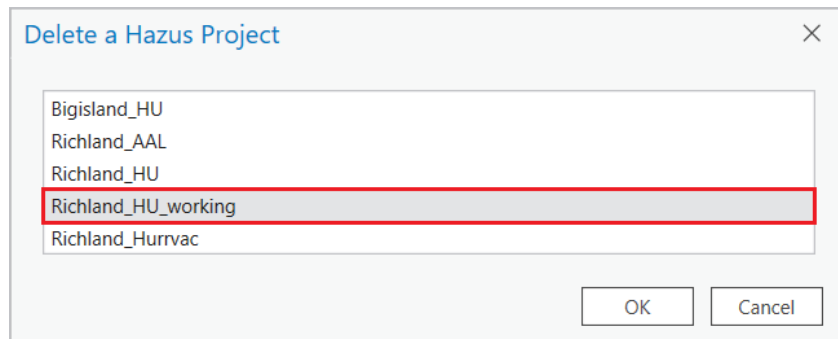 Delete a Hazus Project
Bigisland_HU
Richland_AAL
Richland_HU
Richland_HU_working
Richland_Hurrvac
OK
Cancel